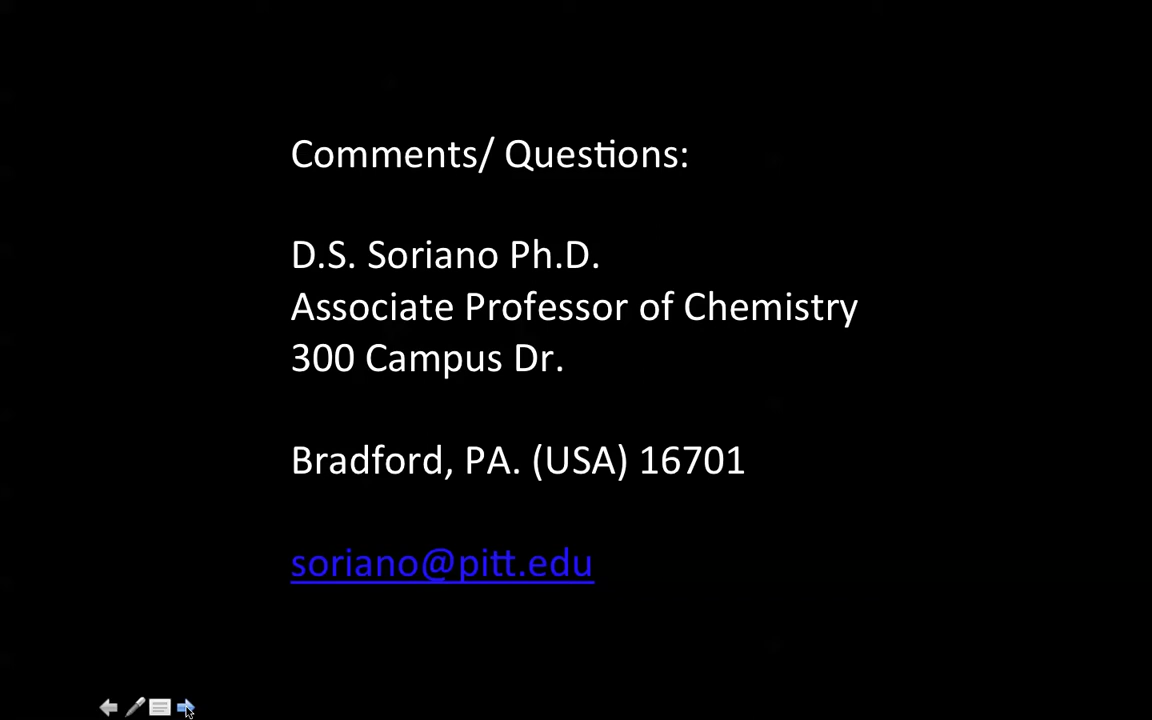 Comments/ Questions:
D.S. Soriano Ph.D.
Associate Professor of Chemistry
300 Campus Dr.
Bradford, PA. (USA) 16701
soriano@pitt.edu